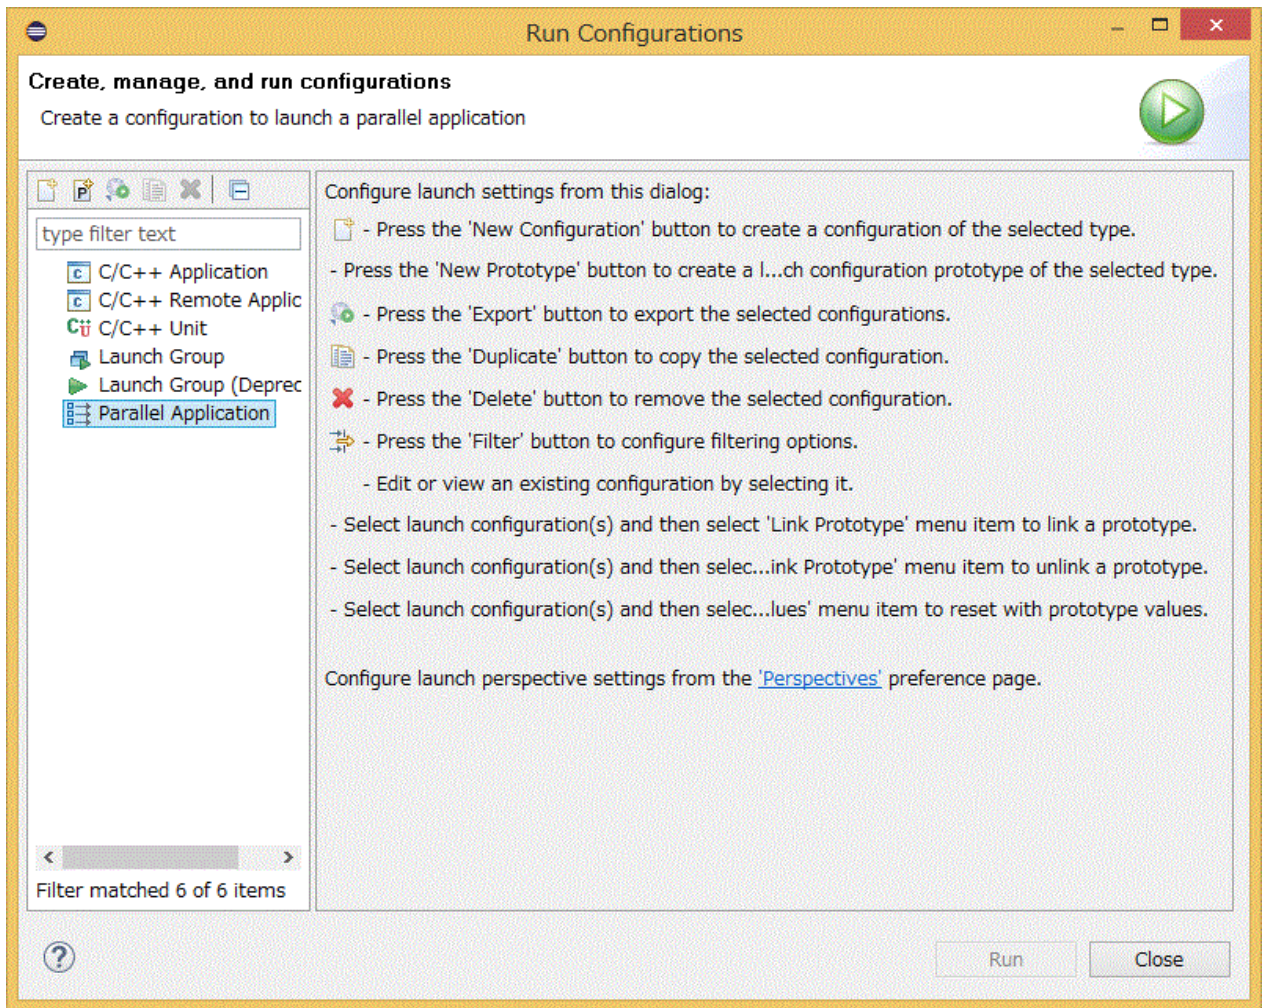 Run Configurations
Create, manage, and run configurations
Create a configuration to launch a parallel application
type filter text
C/C++ Application
C/C++ Remote Applic
C/C++ Unit
Launch Group
Launch Group (Deprec
Parallel Application
Filter matched 6 of 6 items
Configure launch settings from this dialog:
- Press the 'New Configuration' button to create a configuration of the selected type.
- Press the 'New Prototype' button to create a l...ch configuration prototype of the selected type.
- Press the 'Export' button to export the selected configurations.
- Press the 'Duplicate' button to copy the selected configuration.
- Press the 'Delete' button to remove the selected configuration.
- Press the 'Filter' button to configure filtering options.
- Edit or view an existing configuration by selecting it.
- Select launch configuration(s) and then select 'Link Prototype' menu item to link a prototype.
- Select launch configuration(s) and then selec...ink Prototype' menu item to unlink a prototype.
- Select launch configuration(s) and then selec...lues' menu item to reset with prototype values.
Configure launch perspective settings from the 'Perspectives' preference page.
Run
Close